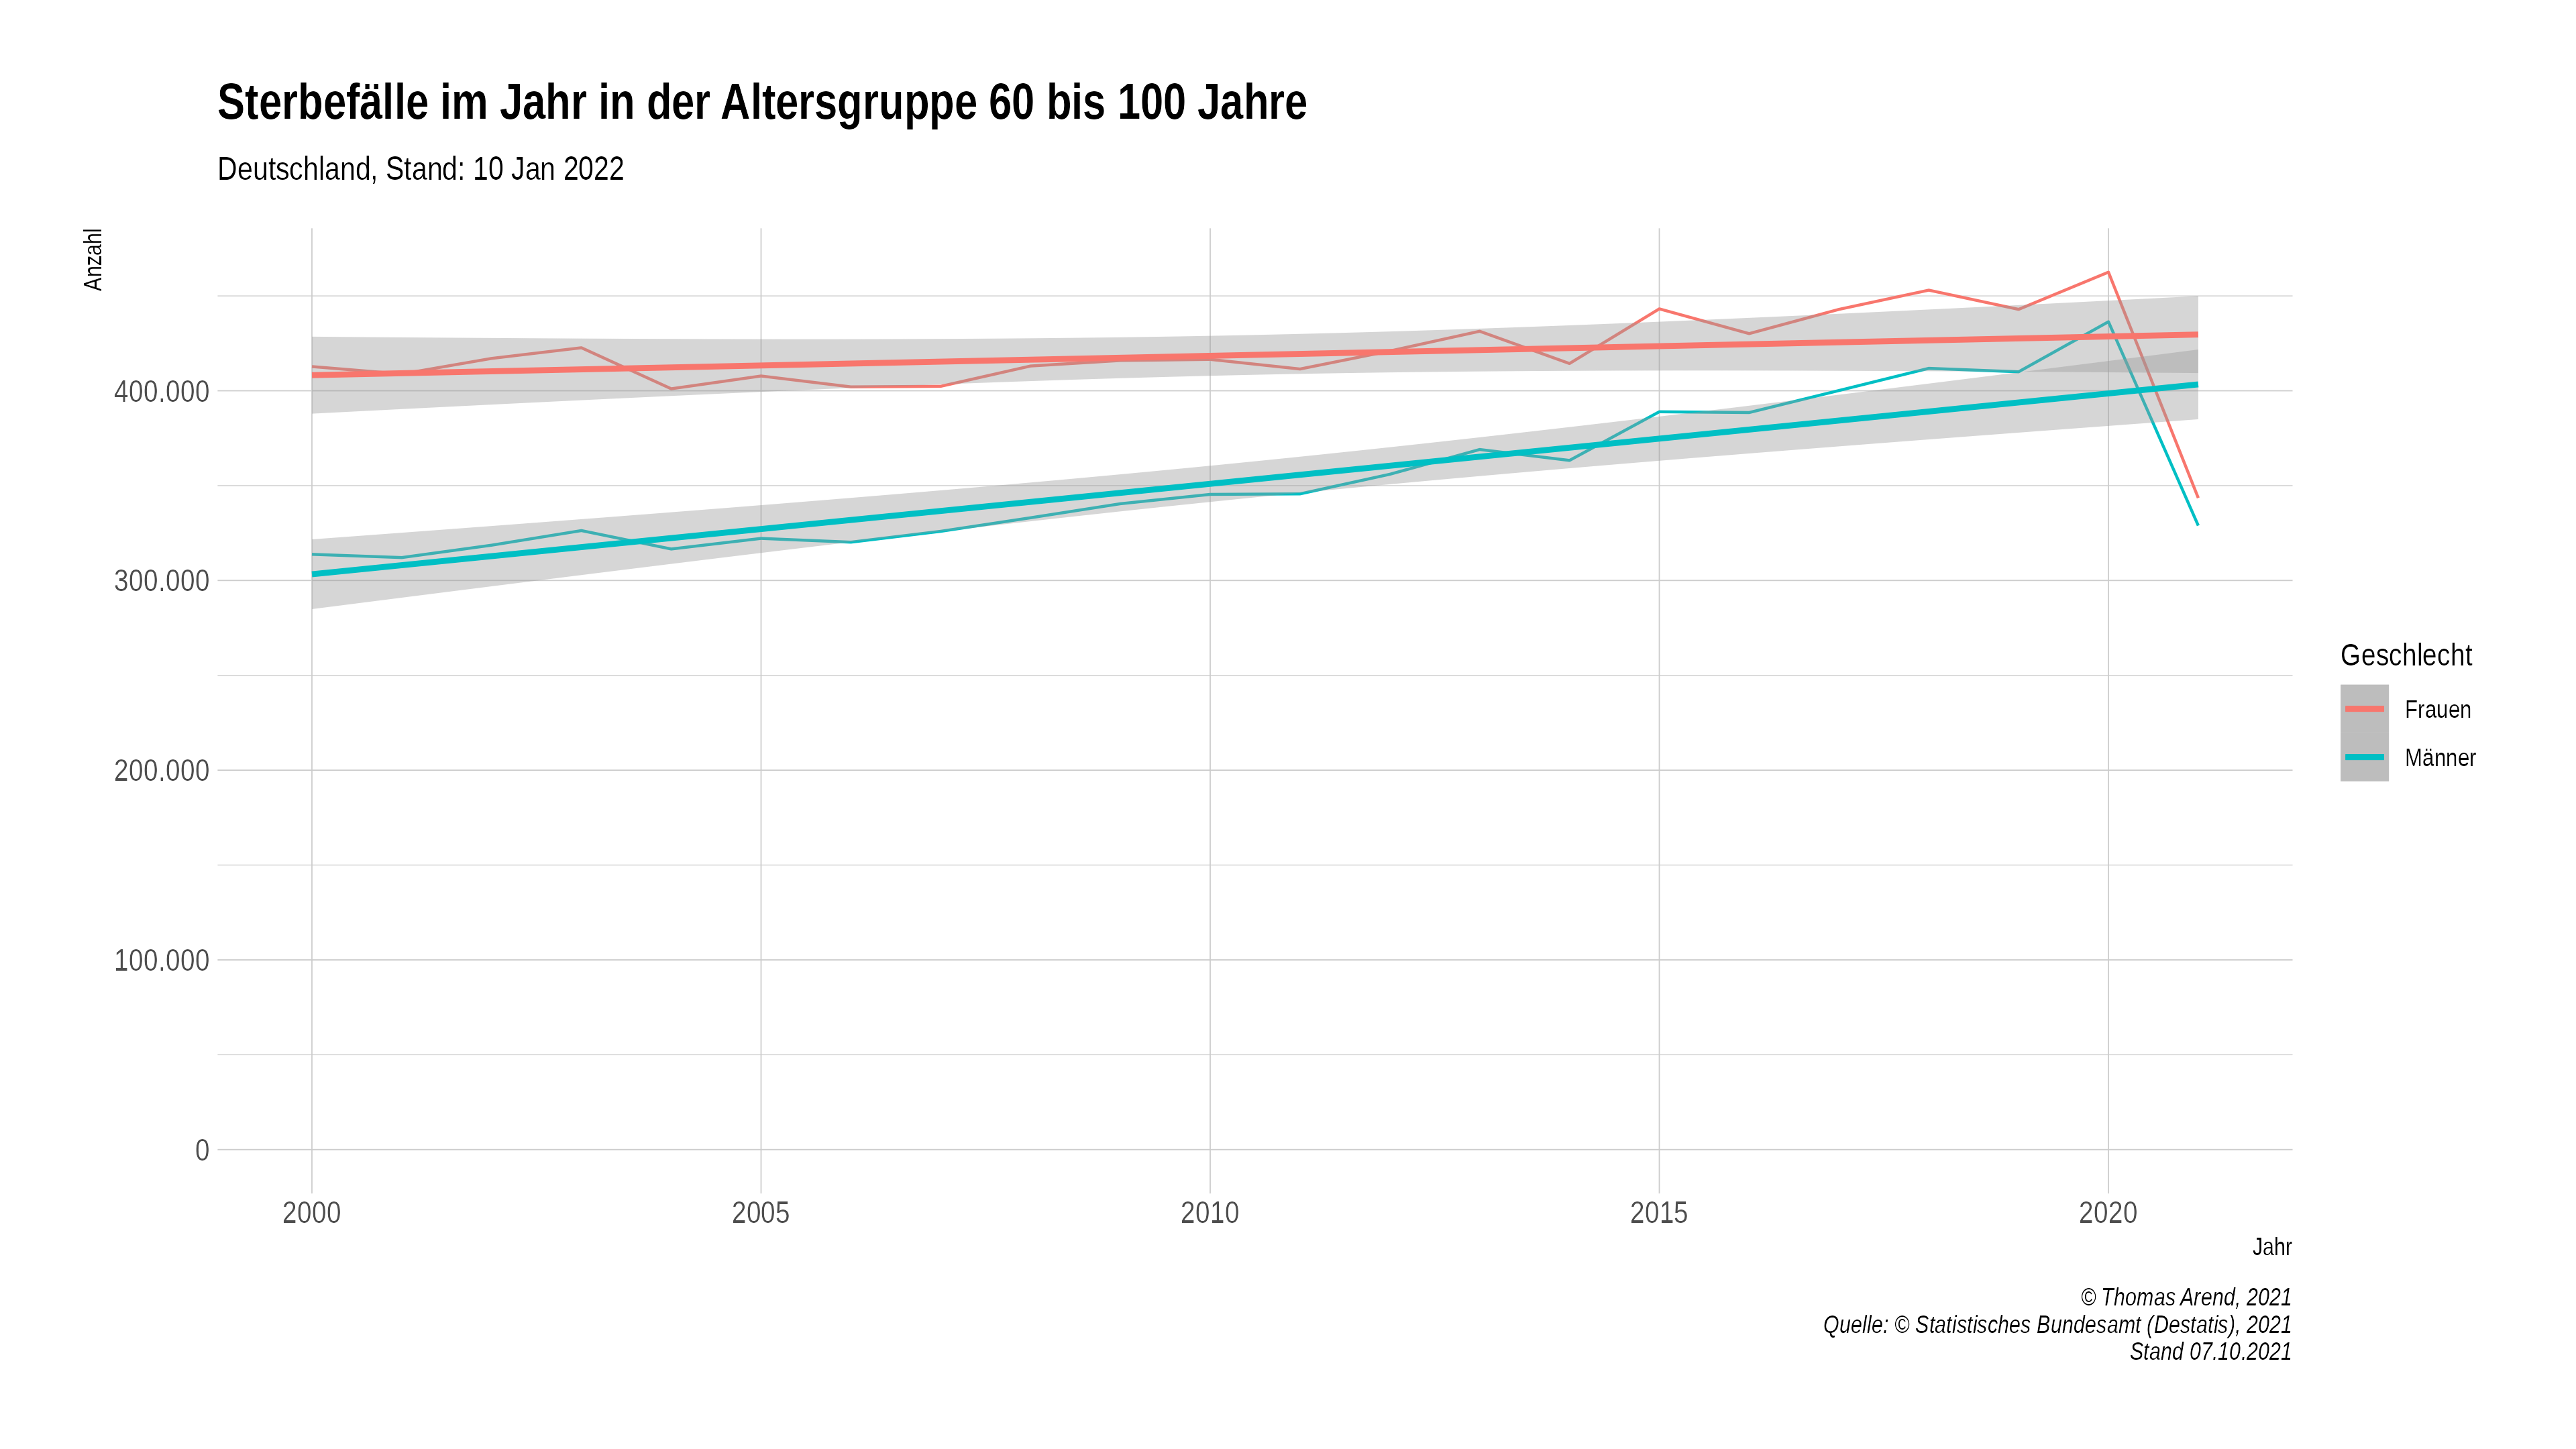 Sterbefälle im Jahr in der Altersgruppe 60 bis 100 Jahre
Deutschland, Stand: 10 Jan 2022
Anzahl
400.000
300.000
200.000
100.000
0
2000
2005
2010
2015
2020
Jahr
Geschlecht
Frauen
Männer
© Thomas Arend, 2021
Quelle: © Statistisches Bundesamt (Destatis), 2021
Stand 07.10.2021